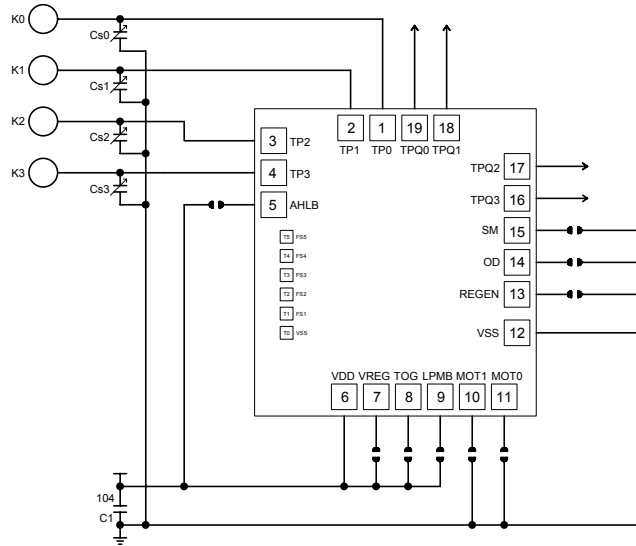 K0
Cs0
K1
Cs1
K2
Cs2
K3
Cs3
2 1 19 18
TP1 TP0 TPQ0 TPQ1
3 TP2
4 TP3
5 AHLB
TPQ2 17
TPQ3 16
SM 15
OD 14
REGEN 13
VSS 12
T5 FS5
T4 FS4
T3 FS3
T2 FS2
T1 FS1
T0 VSS
VDD VREG TOG LPMB MOT1 MOT0
6 7 8 9 10 11
104
C1